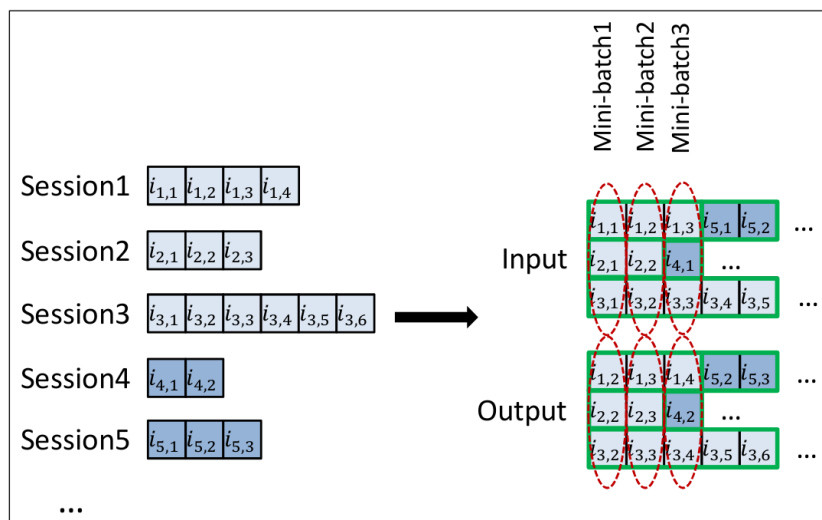 Mini-batch1
Mini-batch2
Mini-batch3
Session1 i1,1 i1,2 i1,3 i1,4
Session2 i2,1 i2,2 i2,3
Session3 i3,1 i3,2 i3,3 i3,4 i3,5 i3,6
Session4 i4,1 i4,2
Session5 i5,1 i5,2 i5,3
...
Input
i1,1 i1,2 i1,3 i5,1 i5,2 ...
i2,1 i2,2 i4,1 ...
i3,1 i3,2 i3,3 i3,4 i3,5 ...
Output
i1,2 i1,3 i1,4 i5,2 i5,3 ...
i2,2 i2,3 i4,2 ...
i3,2 i3,3 i3,4 i3,5 i3,6 ...